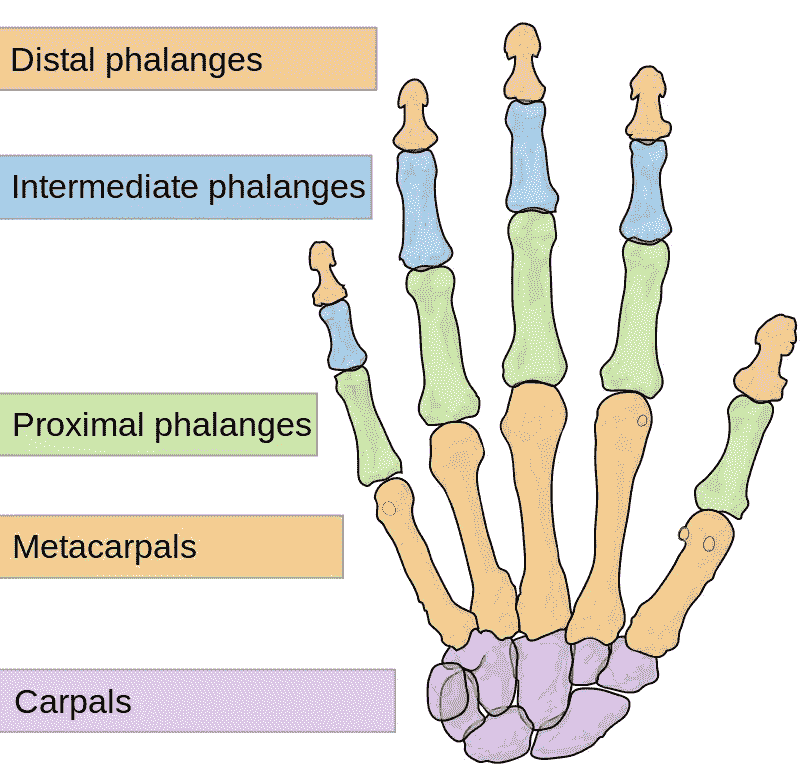 Distal phalanges
Intermediate phalanges
Proximal phalanges
Metacarpals
Carpals